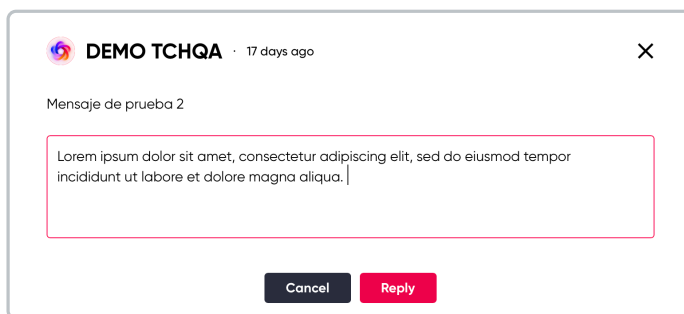 DEMO TCHQA · 17 days ago
Mensaje de prueba 2
Lorem ipsum dolor sit amet, consectetur adipiscing elit, sed do eiusmod tempor
incididunt ut labore et dolore magna aliqua.
Cancel Reply